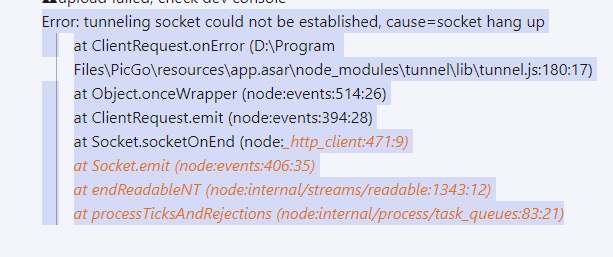 upload failed, check dev console
Error: tunneling socket could not be established, cause=socket hang up
at ClientRequest.onError (D:\Program
Files\PicGo\resources\app.asar\node_modules\tunnel\lib\tunnel.js:180:17)
at Object.onceWrapper (node:events:514:26)
at ClientRequest.emit (node:events:394:28)
at Socket.socketOnEnd (node:_http_client:471:9)
at Socket.emit (node:events:406:35)
at endReadableNT (node:internal/streams/readable:1343:12)
at processTicksAndRejections (node:internal/process/task_queues:83:21)